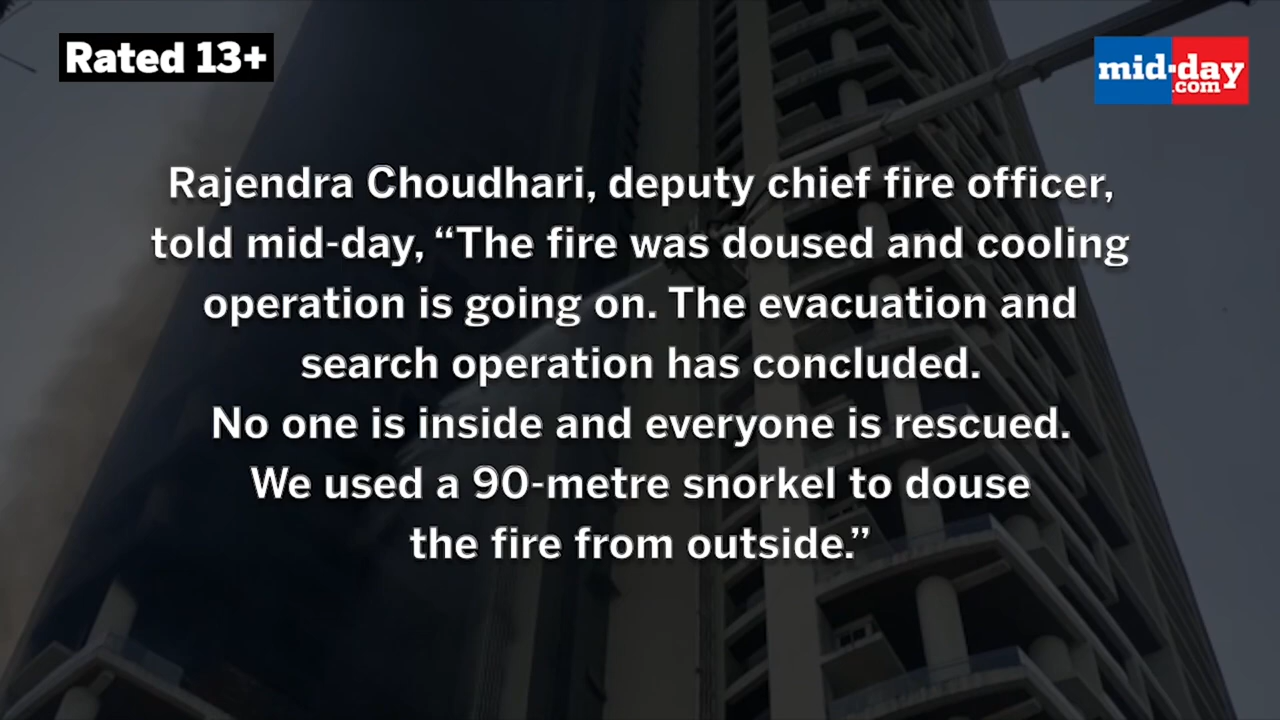 Rated 13+
mid-day
.com
Rajendra Choudhari, deputy chief fire officer,
told mid-day, “The fire was doused and cooling
operation is going on. The evacuation and
search operation has concluded.
No one is inside and everyone is rescued.
We used a 90-metre snorkel to douse
the fire from outside.”